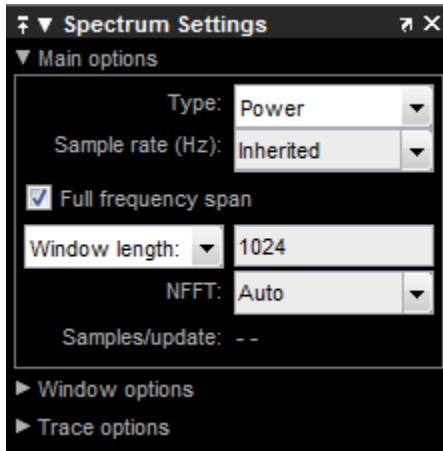 Spectrum Settings
Main options
Type: Power
Sample rate (Hz): Inherited
Full frequency span
Window length: 1024
NFFT: Auto
Samples/update: --
Window options
Trace options